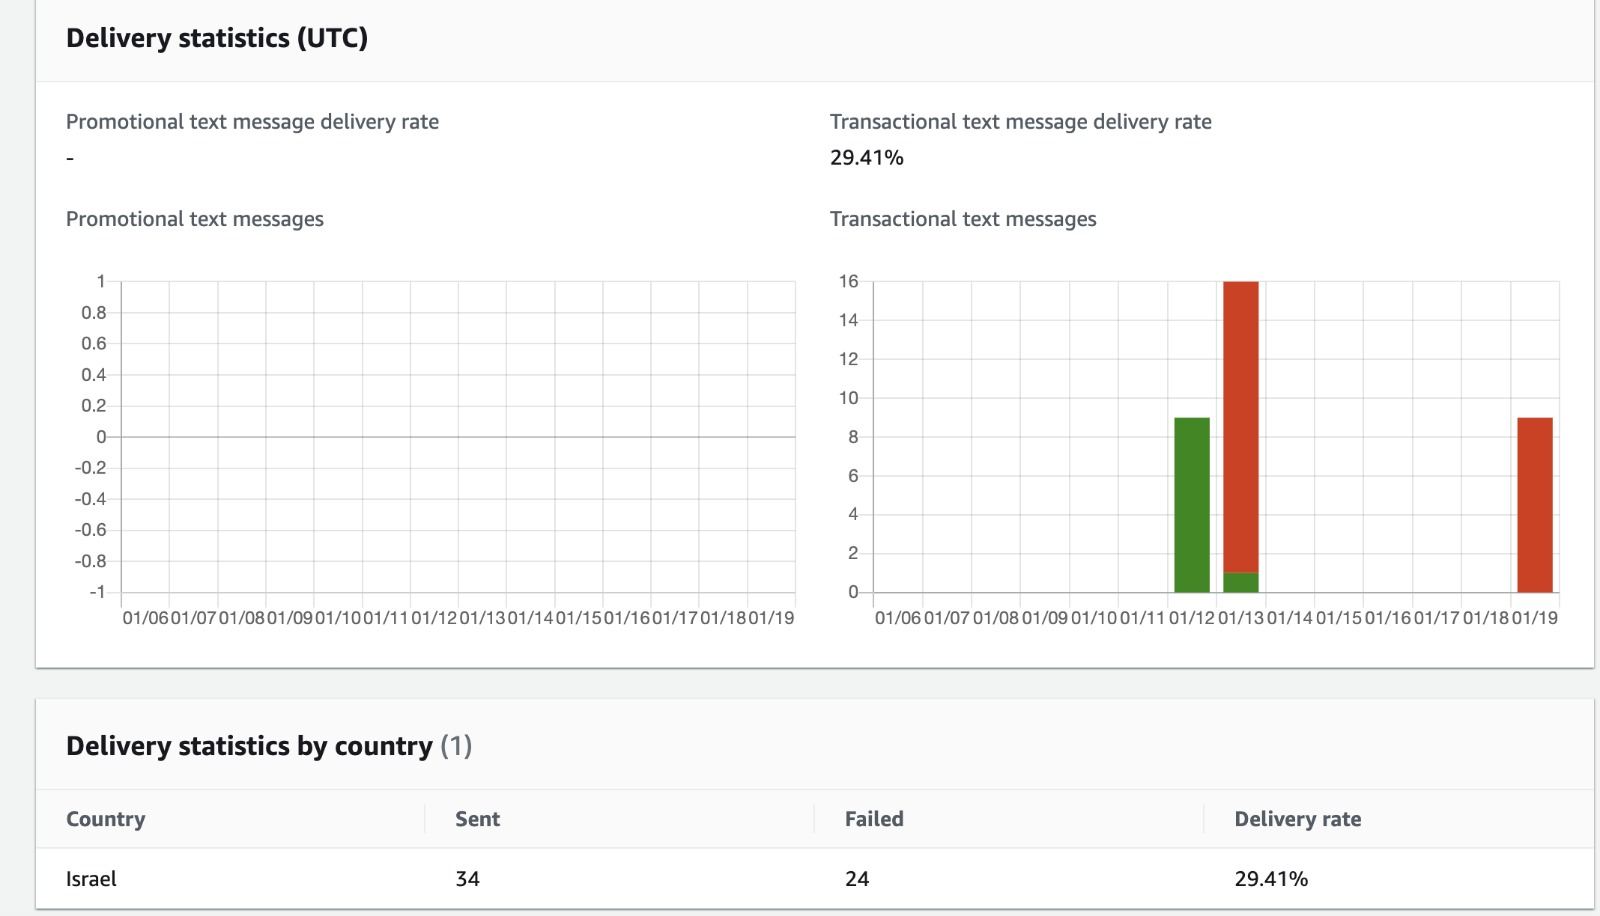 Delivery statistics (UTC)
Promotional text message delivery rate
-
Promotional text messages
1
0.8
0.6
0.4
0.2
0
-0.2
-0.4
-0.6
-0.8
-1
01/06 01/07 01/08 01/09 01/10 01/11 01/12 01/13 01/14 01/15 01/16 01/17 01/18 01/19
Transactional text message delivery rate
29.41%
Transactional text messages
16
14
12
10
8
6
4
2
0
01/06 01/07 01/08 01/09 01/10 01/11 01/12 01/13 01/14 01/15 01/16 01/17 01/18 01/19
Delivery statistics by country (1)
Country Sent Failed Delivery rate
Israel 34 24 29.41%